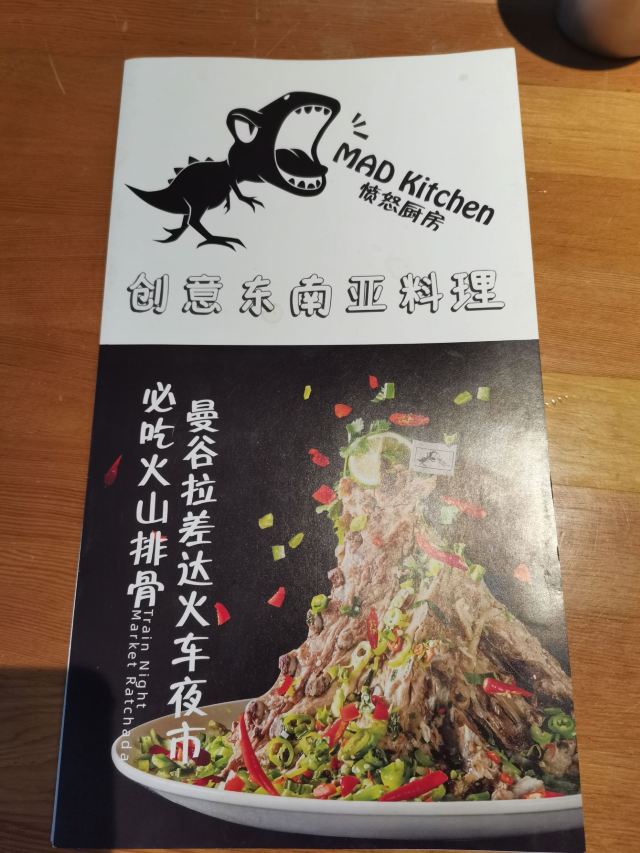 MAD Kitchen
愤怒厨房
创意东南亚料理
曼谷拉差达火车夜市
必吃火山排骨
Train Night
Market Ratchada